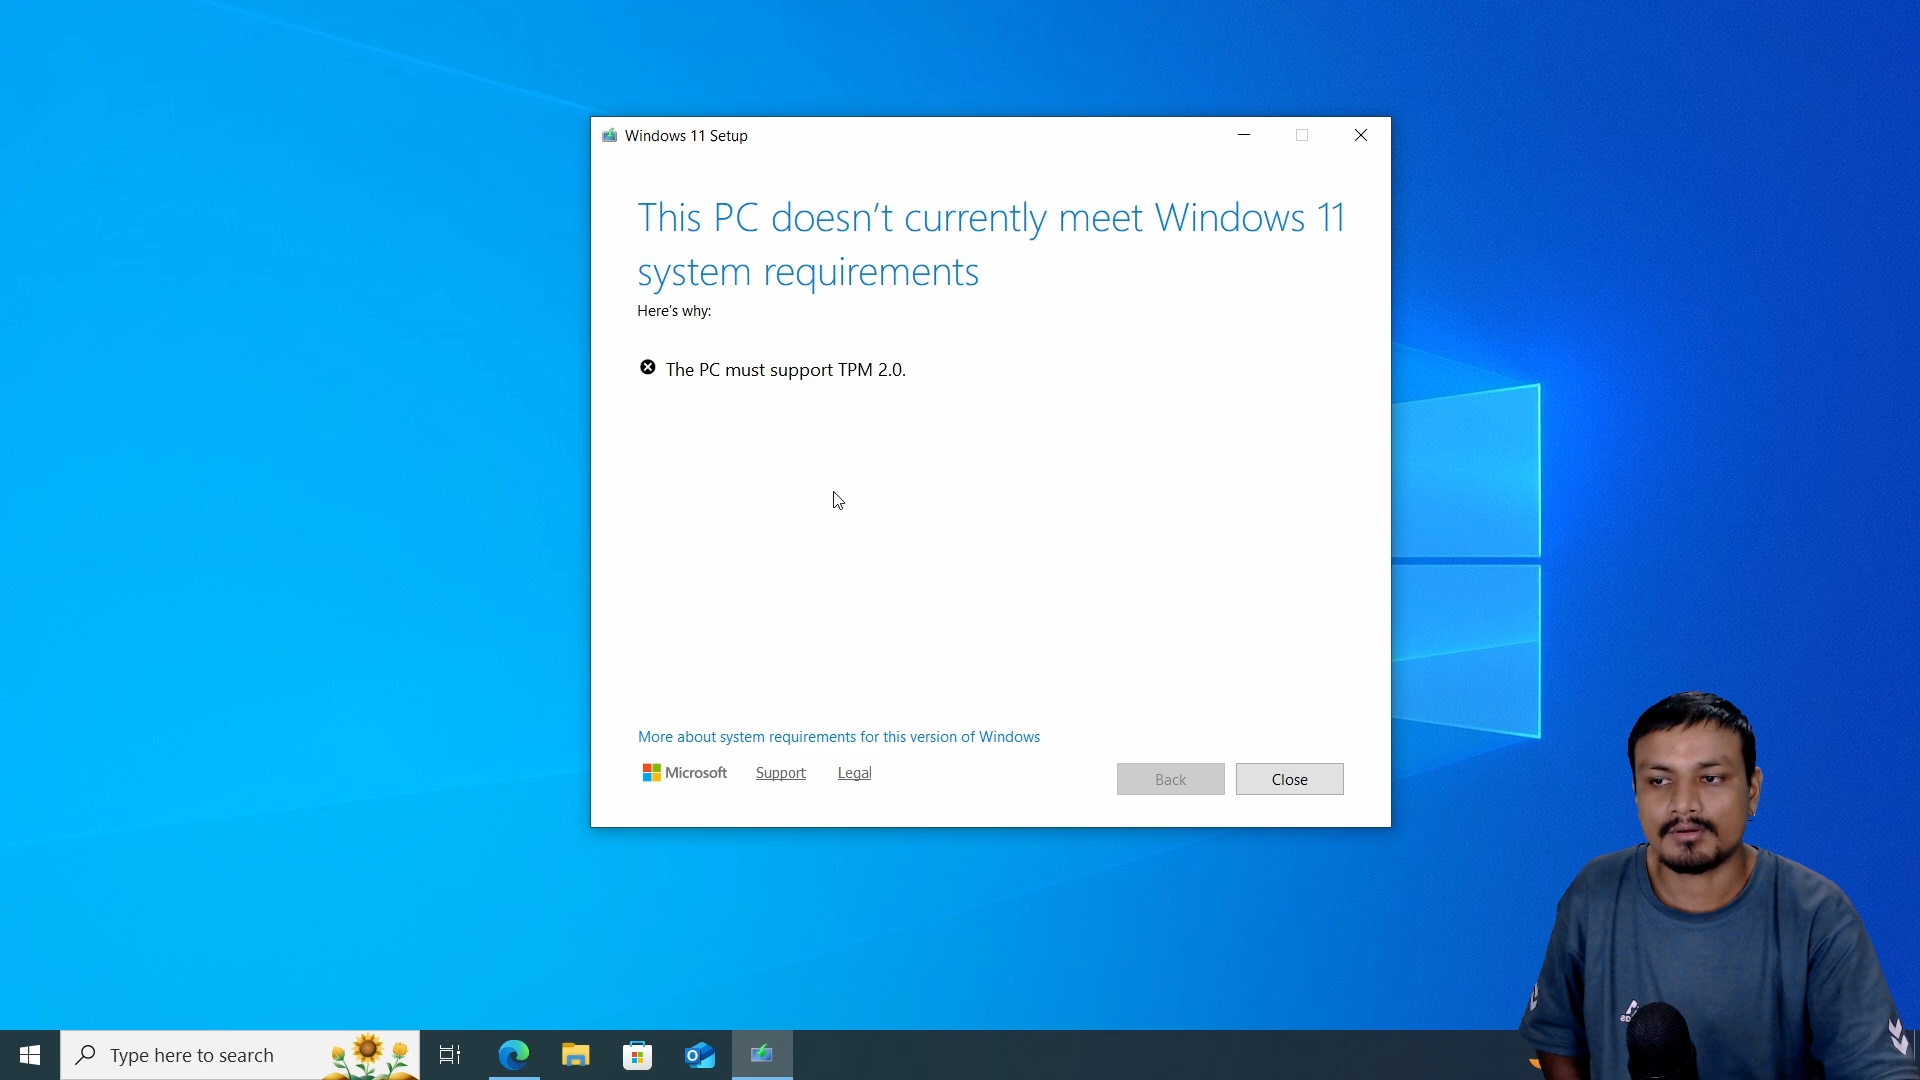 Windows 11 Setup
This PC doesn’t currently meet Windows 11
system requirements
Here's why:
The PC must support TPM 2.0.
More about system requirements for this version of Windows
Microsoft
Support
Legal
Back
Close
Type here to search